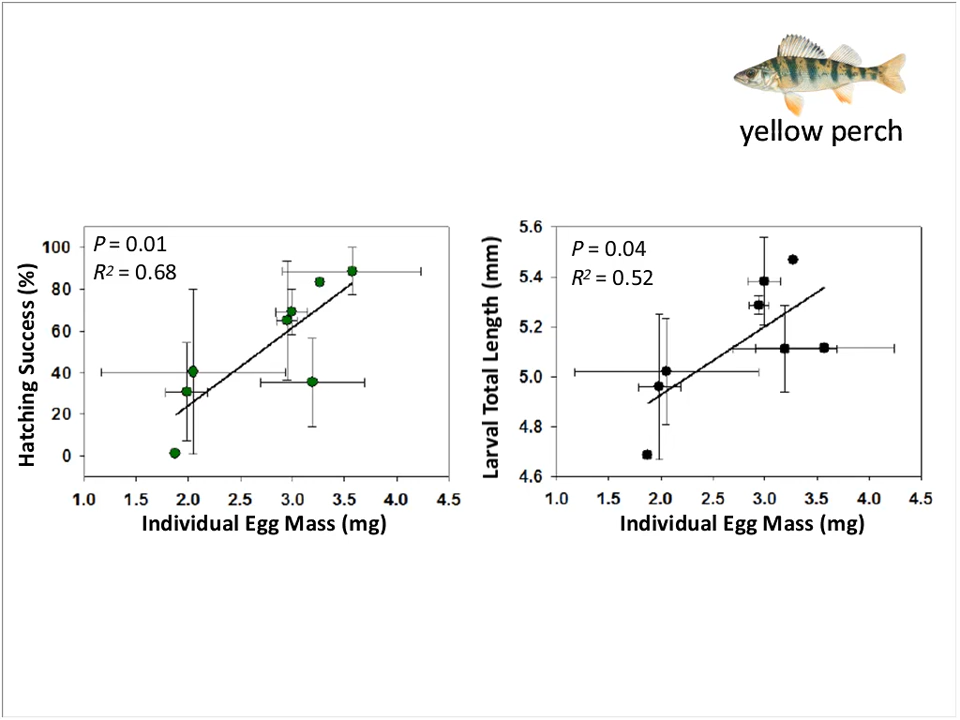 yellow perch
P = 0.01
R2 = 0.68
Hatching Success (%)
100
80
60
40
20
0
1.0 2.0 2.5 3.0 3.5 4.0 4.5
Individual Egg Mass (mg)
P = 0.04
R2 = 0.52
Larval Total Length (mm)
5.6
5.4
5.2
5.0
4.8
4.6
1.0 1.5 2.0 2.5 3.0 3.5 4.0 4.5
Individual Egg Mass (mg)